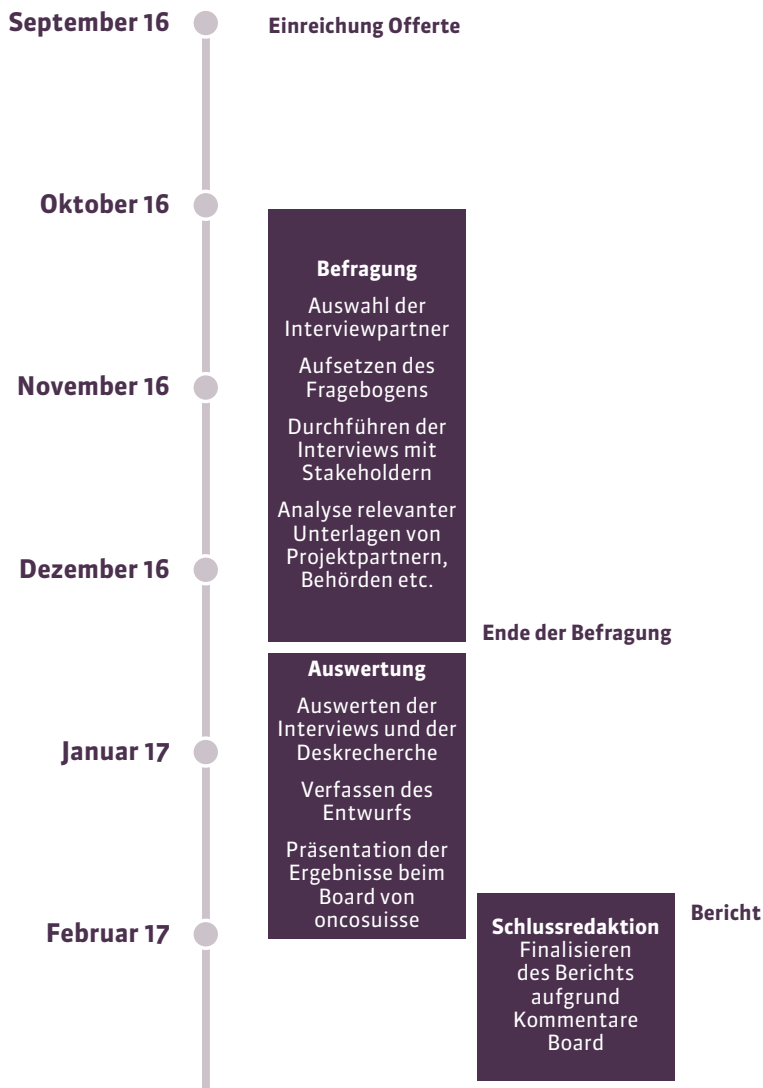 September 16
Einreichung Offerte
Oktober 16
Befragung
Auswahl der
Interviewpartner
Aufsetzen des
Fragebogens
November 16
Durchführen der
Interviews mit
Stakeholdern
Analyse relevanter
Unterlagen von
Projektpartnern,
Behörden etc.
Dezember 16
Ende der Befragung
Auswertung
Auswerten der
Interviews und der
Deskrecherche
Januar 17
Verfassen des
Entwurfs
Präsentation der
Ergebnisse beim
Board von
oncosuisse
Februar 17
Bericht
Schlussredaktion
Finalisieren
des Berichts
aufgrund
Kommentare
Board